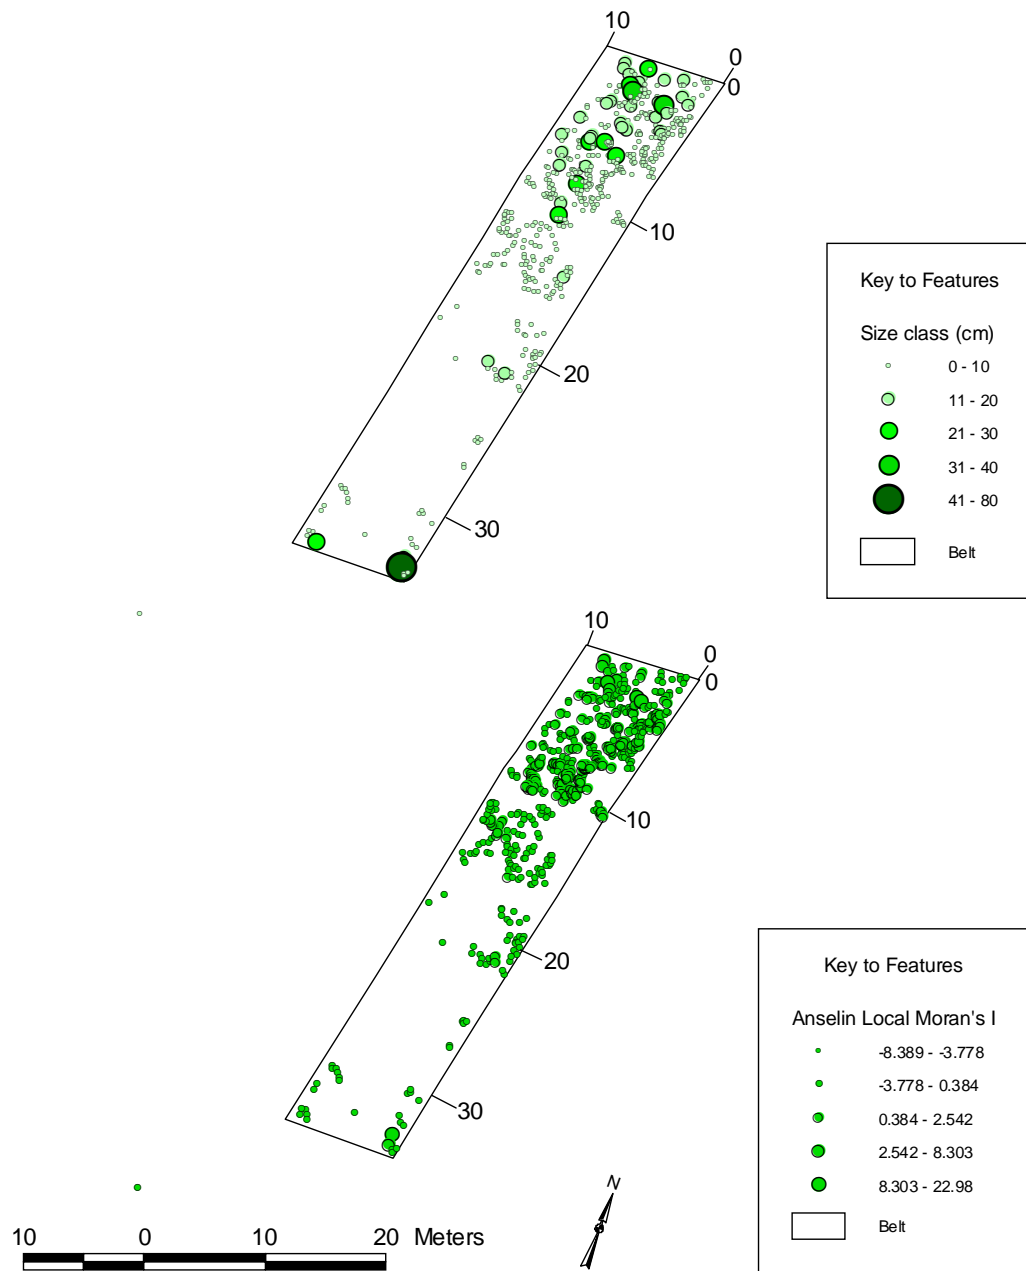 10
0
0
10
20
30
Key to Features
Size class (cm)
0 - 10
11 - 20
21 - 30
31 - 40
41 - 80
Belt
10
0
0
10
20
30
Key to Features
Anselin Local Moran's I
-8.389 - -3.778
-3.778 - 0.384
0.384 - 2.542
2.542 - 8.303
8.303 - 22.98
Belt
N
10 0 10 20 Meters